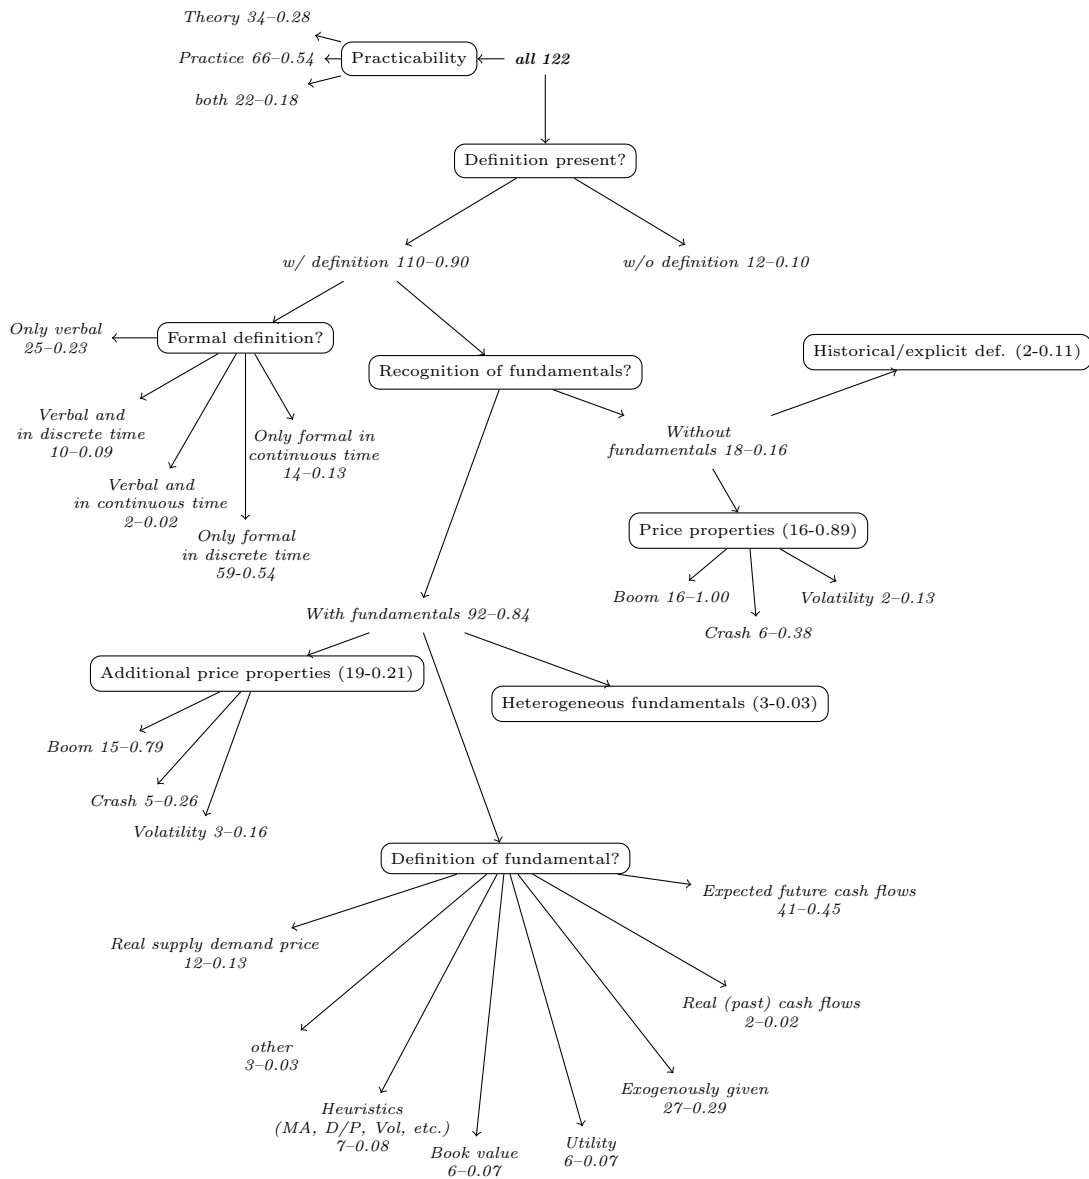 Theory 34–0.28
Practice 66–0.54
Practicability
all 122
both 22–0.18
Definition present?
w/ definition 110–0.90
w/o definition 12–0.10
Only verbal
25–0.23
Formal definition?
Historical/explicit def. (2-0.11)
Recognition of fundamentals?
Verbal and
in discrete time
10–0.09
Only formal in
continuous time
14–0.13
Without
fundamentals 18–0.16
Verbal and
in continuous time
2–0.02
Only formal
in discrete time
59-0.54
Price properties (16-0.89)
Boom 16–1.00
Volatility 2–0.13
Crash 6–0.38
With fundamentals 92–0.84
Additional price properties (19-0.21)
Heterogeneous fundamentals (3-0.03)
Boom 15–0.79
Crash 5–0.26
Volatility 3–0.16
Definition of fundamental?
Expected future cash flows
41–0.45
Real supply demand price
12–0.13
Real (past) cash flows
2–0.02
other
3–0.03
Exogenously given
27–0.29
Heuristics
(MA, D/P, Vol, etc.)
7–0.08
Book value
6–0.07
Utility
6–0.07